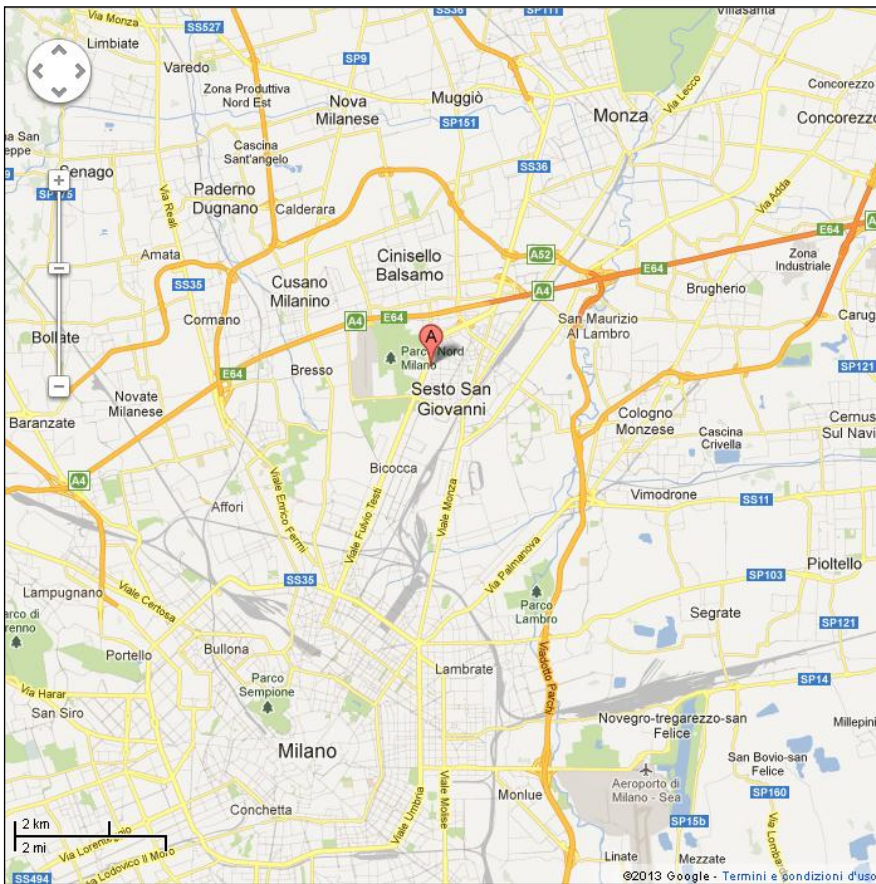 SS36
SP111
Villasanta
Via Monza
SS527
Limbiate
Varedo
SP9
Zona Produttiva
Nord Est
Nova
Milanese
Muggiò
SP151
Monza
Via Lecco
Concorezzo
Concorezzo
Cascina
Sant'angelo
Senago
SS36
Via Reali
Paderno
Dugnano
Calderara
Via Adda
E64
Amata
Cinisello
Balsamo
A52
Zona
Industriale
SS35
Cusano
Milanino
E64
A4
Brugherio
Cormano
A4
E64
San Maurizio
Al Lambro
Bollate
A
Parco Nord
Milano
E64
Bresso
SP121
Sesto San
Giovanni
Novate
Milanese
Baranzate
Cologno
Monzese
Cascina
Crivella
Bicocca
A4
Viale Enrico Fermi
Viale Fulvio Testi
Viale Monza
Vimodrone
SS11
Affori
Via Palmanova
Pioltello
SS35
SP103
Lampugnano
Viale Certosa
Parco
Lambro
Segrate
SP121
Portello
Bullona
Lambrate
Viadotto Parchi
Parco
Sempione
SP14
Via Harar
San Siro
Novegro-tregarezzo-san
Felice
Milano
San Bovio-san
Felice
Aeroporto di
Milano - Sea
Monlue
SP160
Viale Umbria
Viale Molise
Conchetta
SP15b
2 km
2 mi
Via Lorenteggio
Via Lodovico Il Moro
Linate
Mezzate
SS494
©2013 Google - Termini e condizioni d'uso